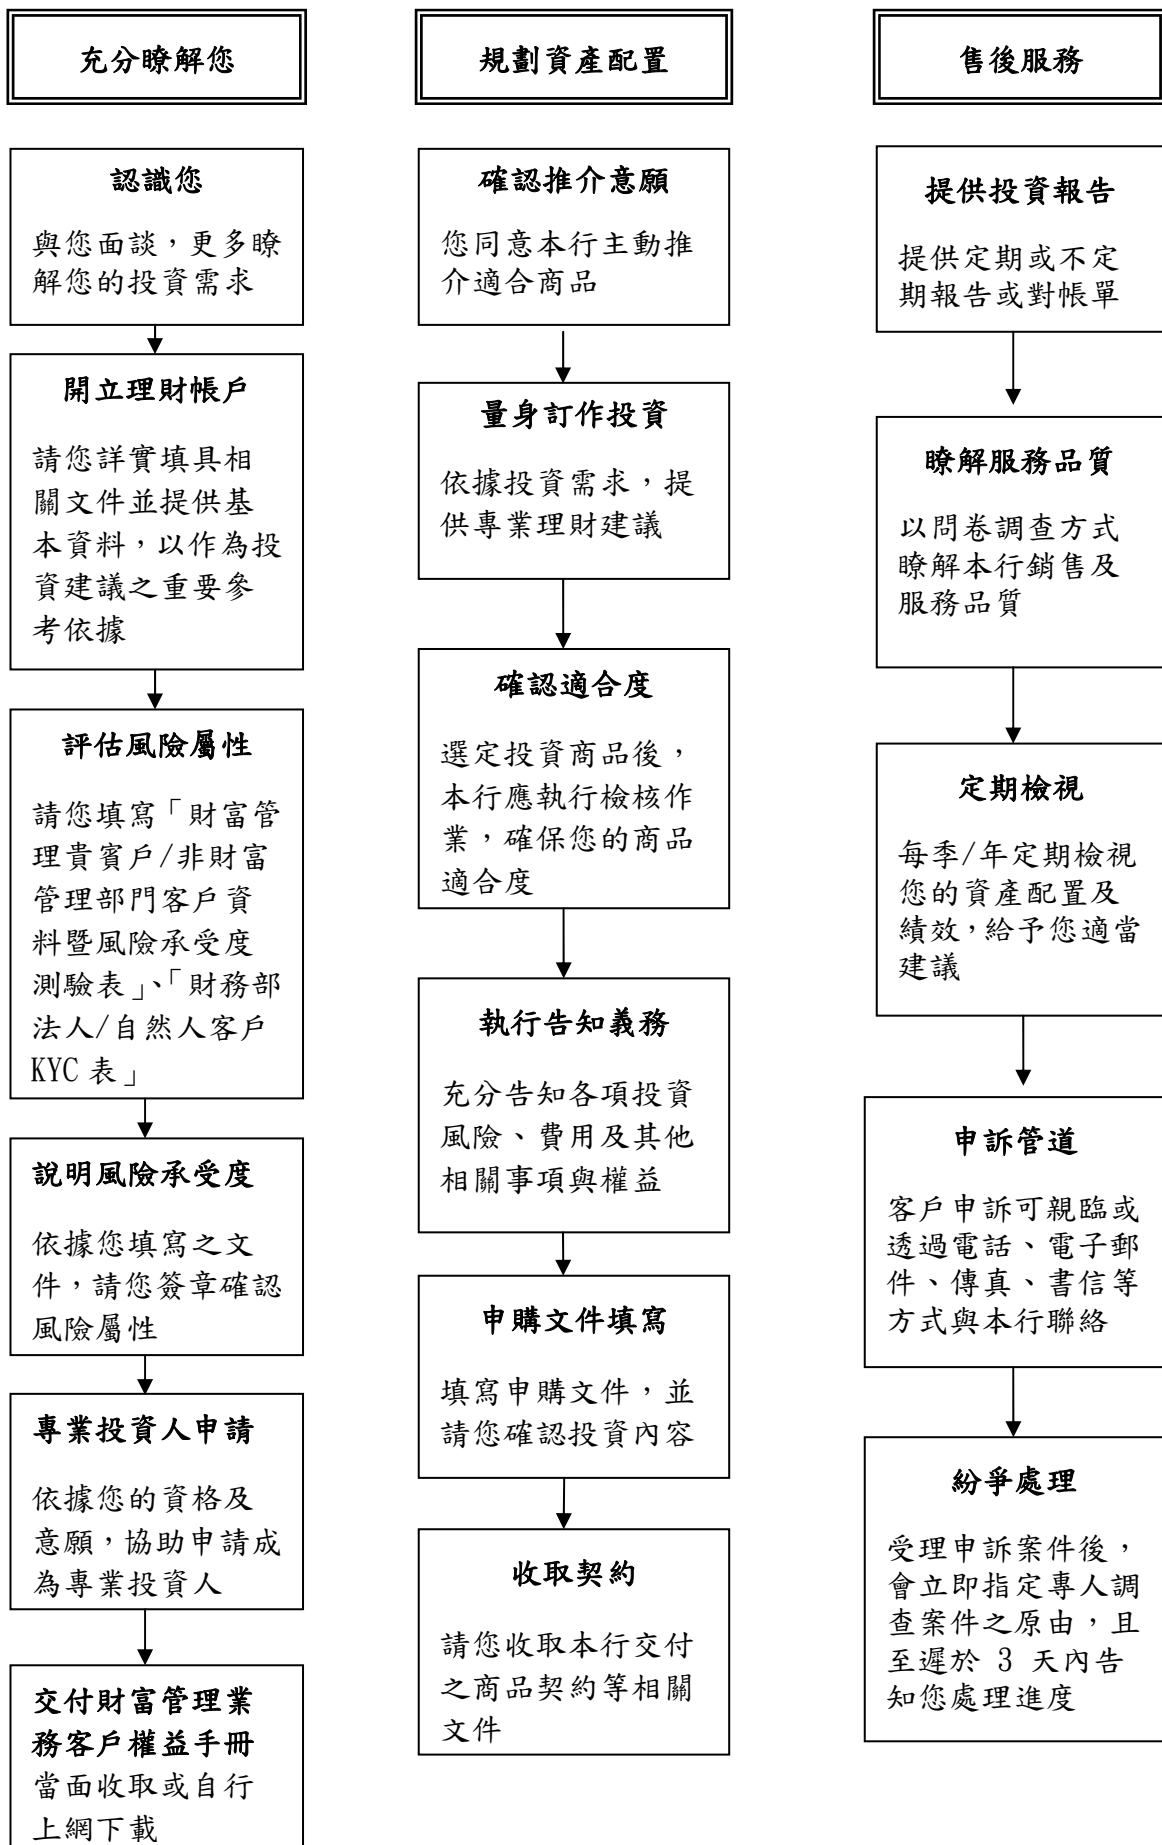 充分瞭解您
認識您
與您面談，更多瞭
解您的投資需求
開立理財帳戶
請您詳實填具相
關文件並提供基
本資料，以作為投
資建議之重要參
考依據
評估風險屬性
請您填寫「財富管
理貴賓戶/非財富
管理部門客戶資
料暨風險承受度
測驗表」、「財務部
法人/自然人客戶
KYC 表」
說明風險承受度
依據您填寫之文
件，請您簽章確認
風險屬性
專業投資人申請
依據您的資格及
意願，協助申請成
為專業投資人
交付財富管理業
務客戶權益手冊
當面收取或自行
上網下載
規劃資產配置
確認推介意願
您同意本行主動推
介適合商品
量身訂作投資
依據投資需求，提
供專業理財建議
確認適合度
選定投資商品後，
本行應執行檢核作
業，確保您的商品
適合度
執行告知義務
充分告知各項投資
風險、費用及其他
相關事項與權益
申購文件填寫
填寫申購文件，並
請您確認投資內容
收取契約
請您收取本行交付
之商品契約等相關
文件
售後服務
提供投資報告
提供定期或不定
期報告或對帳單
瞭解服務品質
以問卷調查方式
瞭解本行銷售及
服務品質
定期檢視
每季/年定期檢視
您的資產配置及
績效，給予您適當
建議
申訴管道
客戶申訴可親臨或
透過電話、電子郵
件、傳真、書信等
方式與本行聯絡
紛爭處理
受理申訴案件後，
會立即指定專人調
查案件之原由，且
至遲於 3 天內告
知您處理進度